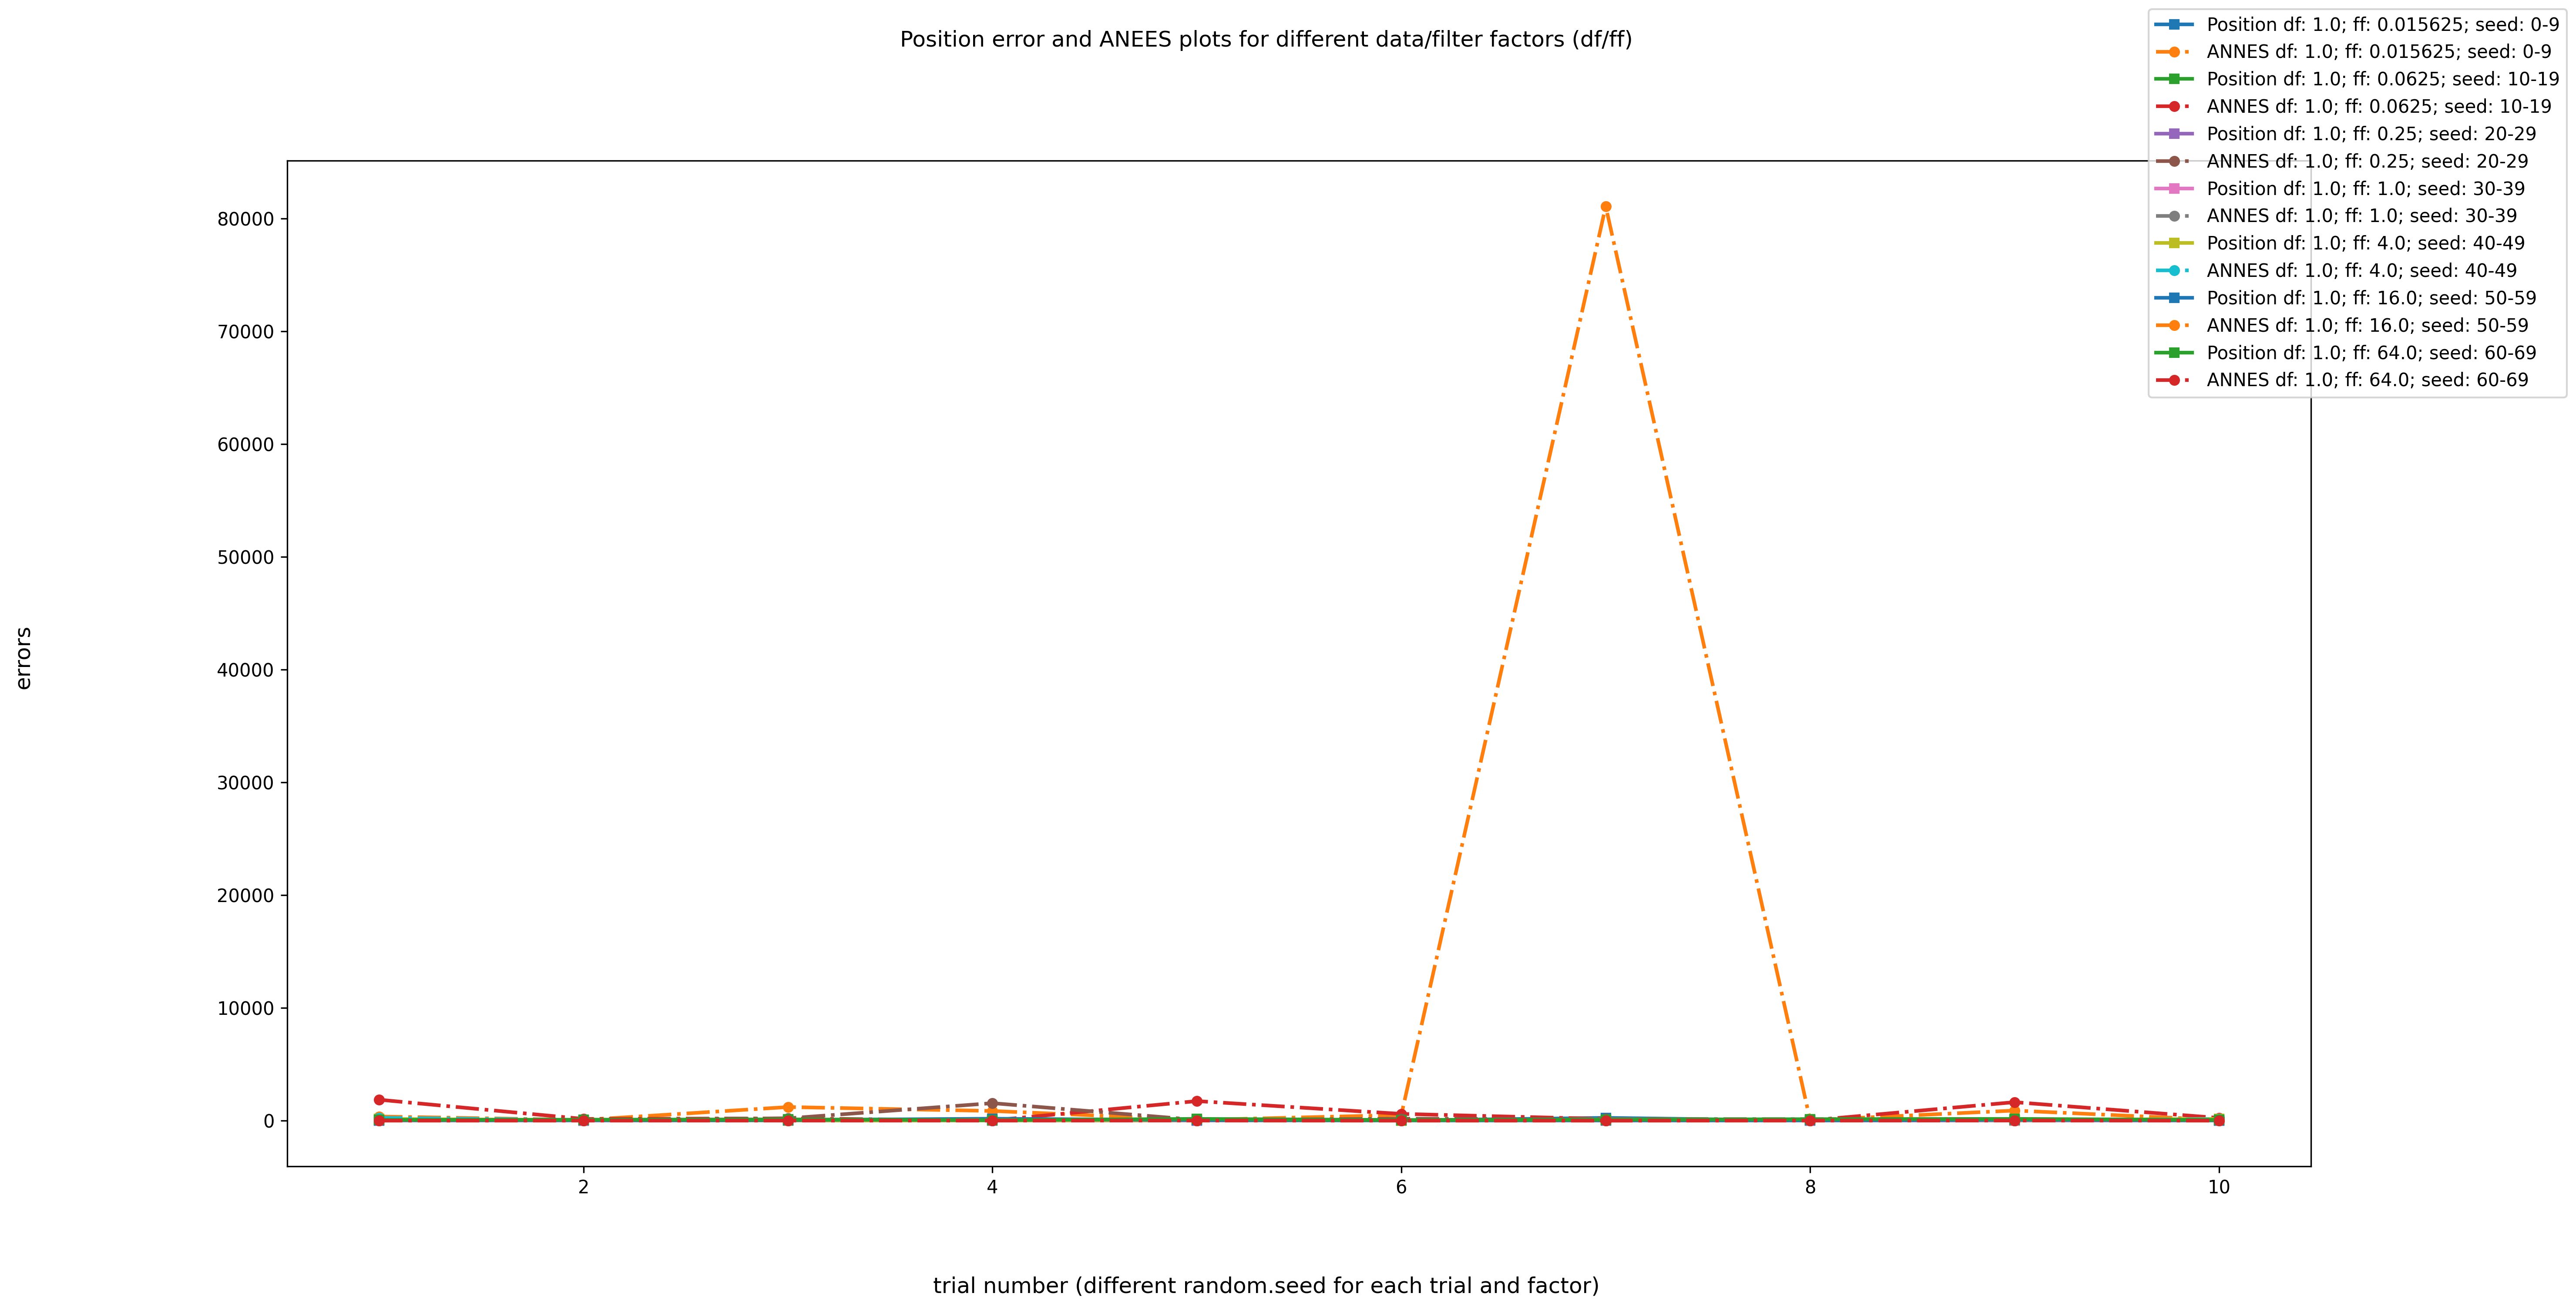 Position error and ANEES plots for different data/filter factors (df/ff)
Position df: 1.0; ff: 0.015625; seed: 0-9
ANNES df: 1.0; ff: 0.015625; seed: 0-9
Position df: 1.0; ff: 0.0625; seed: 10-19
ANNES df: 1.0; ff: 0.0625; seed: 10-19
Position df: 1.0; ff: 0.25; seed: 20-29
ANNES df: 1.0; ff: 0.25; seed: 20-29
Position df: 1.0; ff: 1.0; seed: 30-39
ANNES df: 1.0; ff: 1.0; seed: 30-39
Position df: 1.0; ff: 4.0; seed: 40-49
ANNES df: 1.0; ff: 4.0; seed: 40-49
Position df: 1.0; ff: 16.0; seed: 50-59
ANNES df: 1.0; ff: 16.0; seed: 50-59
Position df: 1.0; ff: 64.0; seed: 60-69
ANNES df: 1.0; ff: 64.0; seed: 60-69
80000
70000
60000
50000
40000
30000
20000
10000
0
errors
2
4
6
8
10
trial number (different random.seed for each trial and factor)